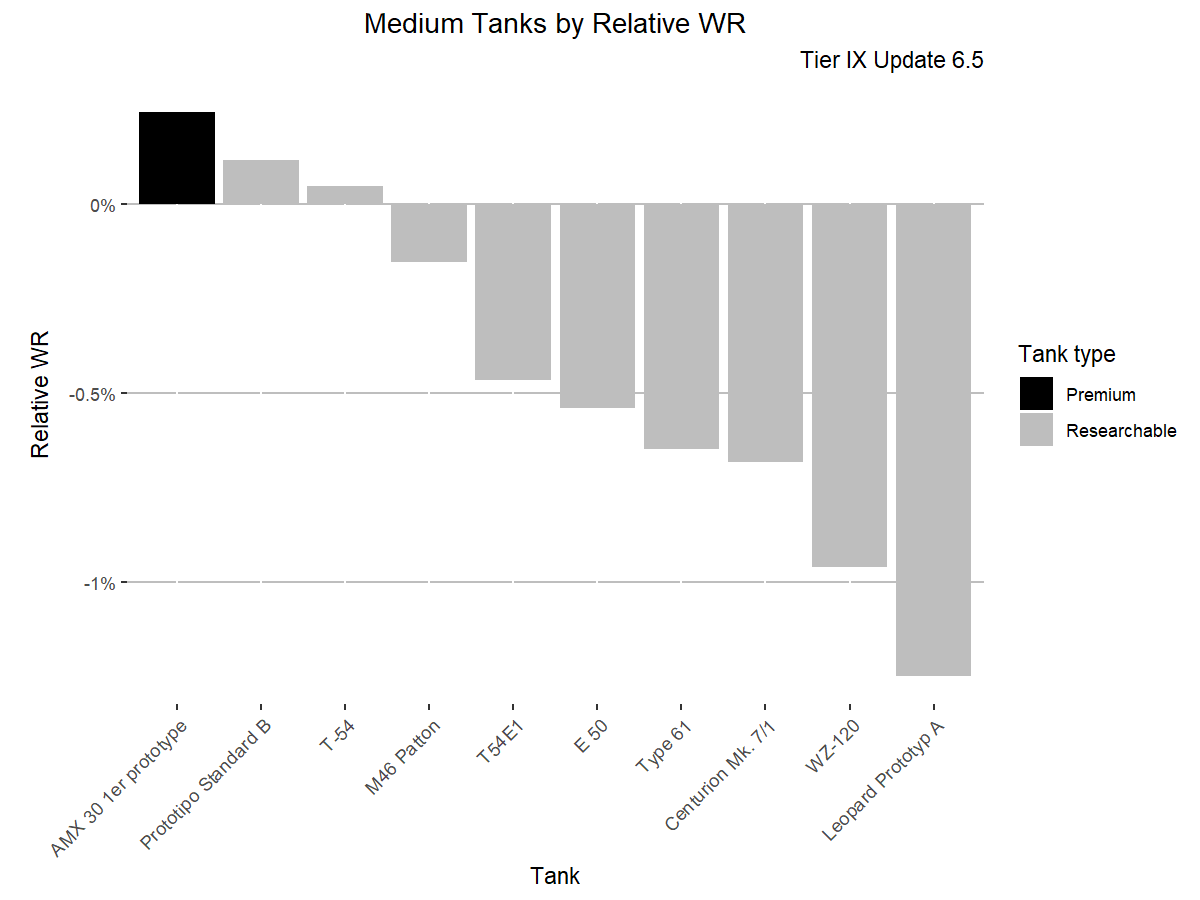 Medium Tanks by Relative WR
Tier IX Update 6.5
Relative WR
0%
-0.5%
-1%
AMX 30 1er prototype
Prototipo Standard B
T-54
M46 Patton
T54E1
E 50
Type 61
Centurion Mk. 7/1
WZ-120
Leopard Prototyp A
Tank
Tank type
Premium
Researchable